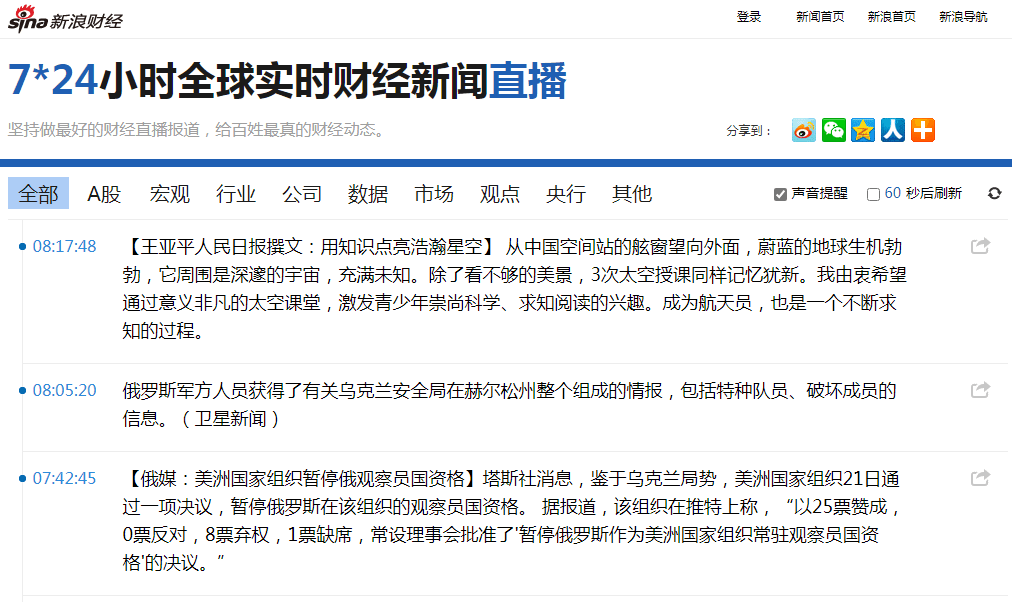 sina新浪财经
登录 新闻首页 新浪首页 新浪导航
7*24小时全球实时财经新闻直播
坚持做最好的财经直播报道，给百姓最真的财经动态。
分享到：
全部 A股 宏观 行业 公司 数据 市场 观点 央行 其他
声音提醒 60 秒后刷新
08:17:48
【王亚平人民日报撰文：用知识点亮浩瀚星空】 从中国空间站的舷窗望向外面，蔚蓝的地球生机勃
勃，它周围是深邃的宇宙，充满未知。除了看不够的美景，3次太空授课同样记忆犹新。我由衷希望
通过意义非凡的太空课堂，激发青少年崇尚科学、求知阅读的兴趣。成为航天员，也是一个不断求
知的过程。
08:05:20
俄罗斯军方人员获得了有关乌克兰安全局在赫尔松州整个组成的情报，包括特种队员、破坏成员的
信息。（卫星新闻）
07:42:45
【俄媒：美洲国家组织暂停俄观察员国资格】塔斯社消息，鉴于乌克兰局势，美洲国家组织21日通
过一项决议，暂停俄罗斯在该组织的观察员国资格。 据报道，该组织在推特上称，“以25票赞成，
0票反对，8票弃权，1票缺席，常设理事会批准了'暂停俄罗斯作为美洲国家组织常驻观察员国资
格'的决议。”